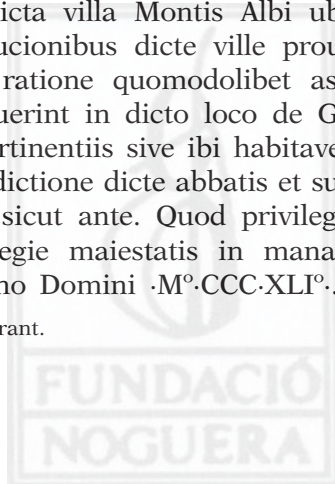 icta villa Montis Albi ub
ucionibus dicte ville prou
ratione quomodolibet as
uerint in dicto loco de G
ertinentiis sive ibi habitave
dictione dicte abbatis et su
sicut ante. Quod privileg
egie maiestatis in mana
no Domini ·Mº·CCC·XLIº·
rant.
FUNDACIÓ
NOGUERA